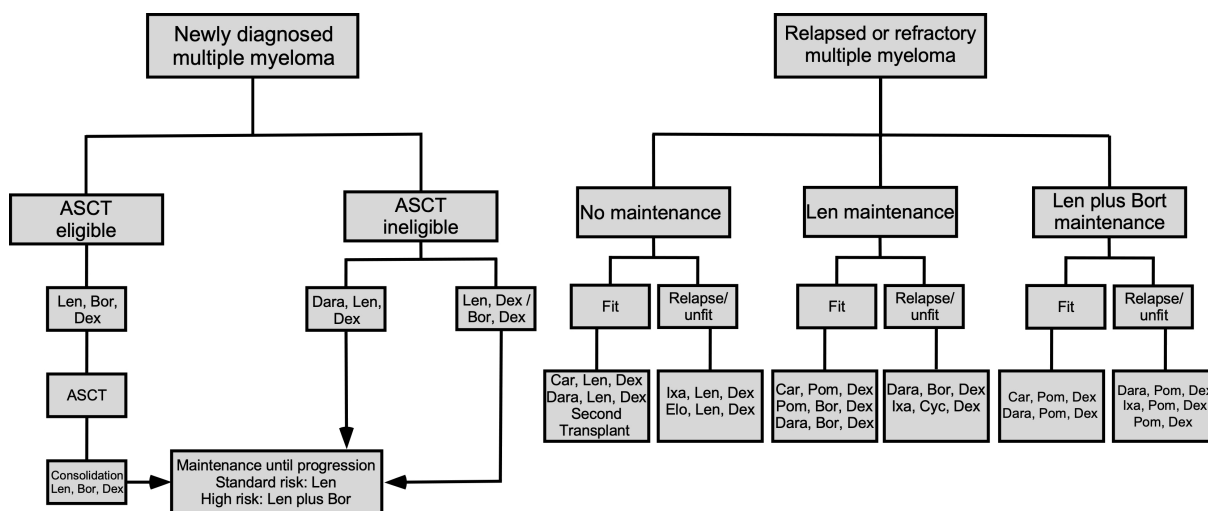 Newly diagnosed
multiple myeloma
ASCT
eligible
ASCT
ineligible
Len, Bor,
Dex
Dara, Len,
Dex
Len, Dex /
Bor, Dex
ASCT
Consolidation
Len, Bor, Dex
Maintenance until progression
Standard risk: Len
High risk: Len plus Bor
Relapsed or refractory
multiple myeloma
No maintenance
Len maintenance
Len plus Bort
maintenance
Fit
Relapse/
unfit
Fit
Relapse/
unfit
Fit
Relapse/
unfit
Car, Len, Dex
Dara, Len, Dex
Second
Transplant
Ixa, Len, Dex
Elo, Len, Dex
Car, Pom, Dex
Pom, Bor, Dex
Dara, Bor, Dex
Dara, Bor, Dex
Ixa, Cyc, Dex
Car, Pom, Dex
Dara, Pom, Dex
Dara, Pom, Dex
Ixa, Pom, Dex
Pom, Dex